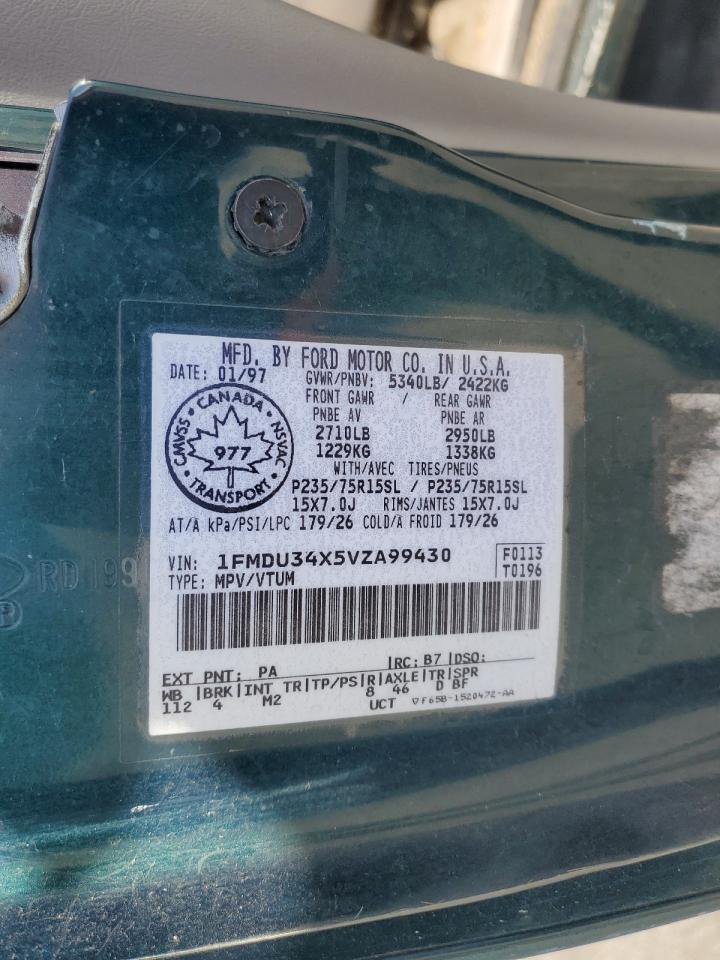 MFD. BY FORD MOTOR CO. IN U.S.A.
DATE: 01/97 GVWR/PNBV: 5340LB/ 2422KG
FRONT GAWR / REAR GAWR
PNBE AV PNBE AR
2710LB 2950LB
1229KG 1338KG
WITH/AVEC TIRES/PNEUS
P235/75R15SL / P235/75R15SL
15X7.0J RIMS/JANTES 15X7.0J
AT/A kPa/PSI/LPC 179/26 COLD/A FROID 179/26
CANADA
CMVSS NSVAC
977
TRANSPORT
VIN: 1FMDU34X5VZA99430 F0113
TYPE: MPV/VTUM T0196
EXT PNT: PA |RC: B7 |DSO:
WB |BRK|INT TR|TP/PS|R|AXLE|TR|SPR
112 4 M2 8 46 D BF
UCT ▽F65B-1520472-AA
RD 199